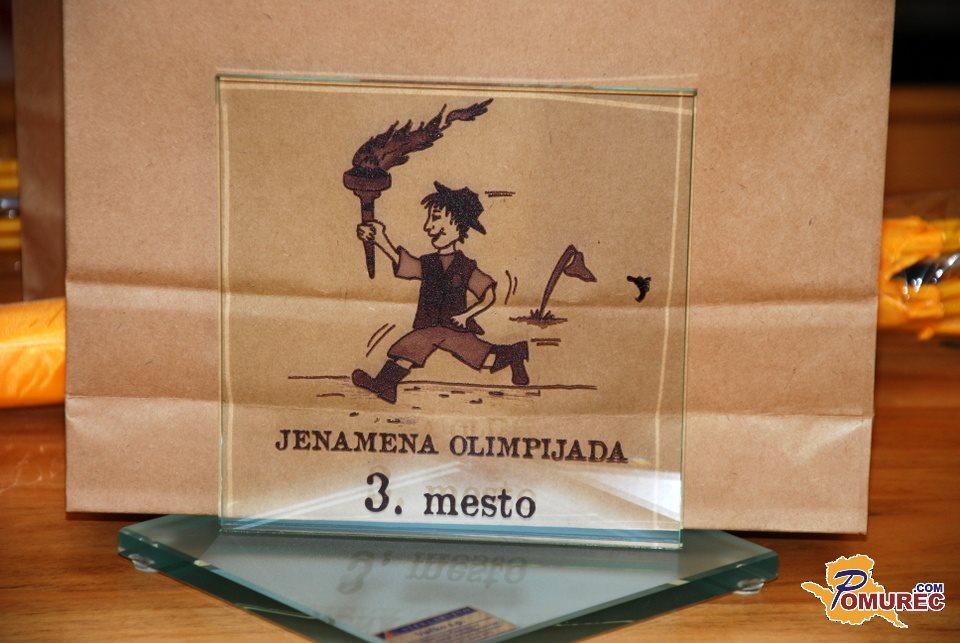 JENAMENA OLIMPIJADA
3. mesto
POMUREC.COM